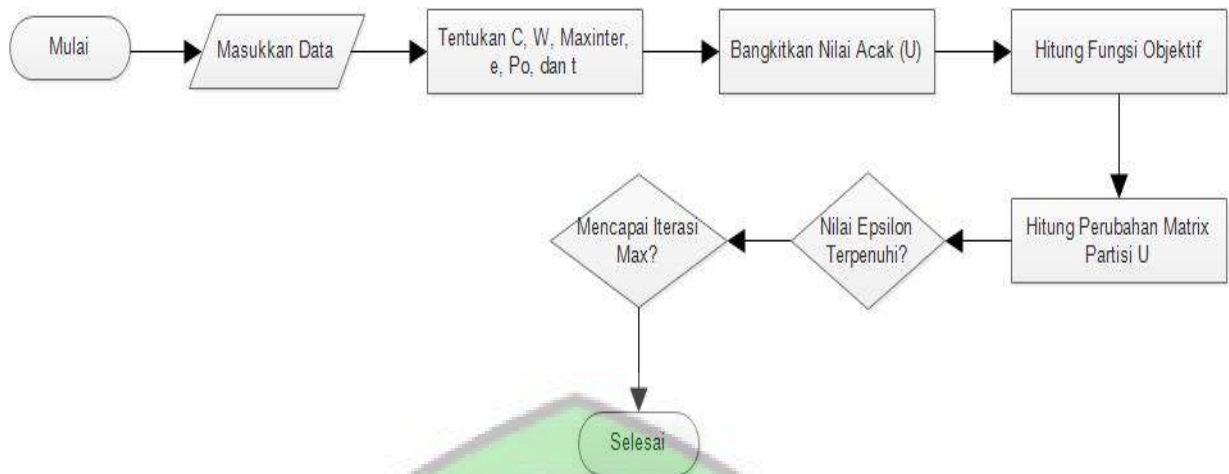 Mulai
Masukkan Data
Tentukan C, W, Maxinter,
e, Po, dan t
Bangkitkan Nilai Acak (U)
Hitung Fungsi Objektif
Mencapai Iterasi
Max?
Nilai Epsilon
Terpenuhi?
Hitung Perubahan Matrix
Partisi U
Selesai